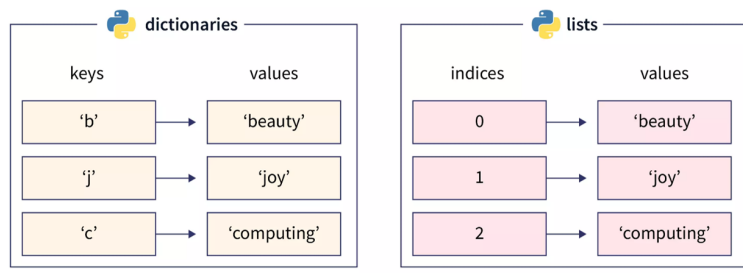 dictionaries
keys values
‘b’ ‘beauty’
‘j’ ‘joy’
‘c’ ‘computing’
lists
indices values
0 ‘beauty’
1 ‘joy’
2 ‘computing’